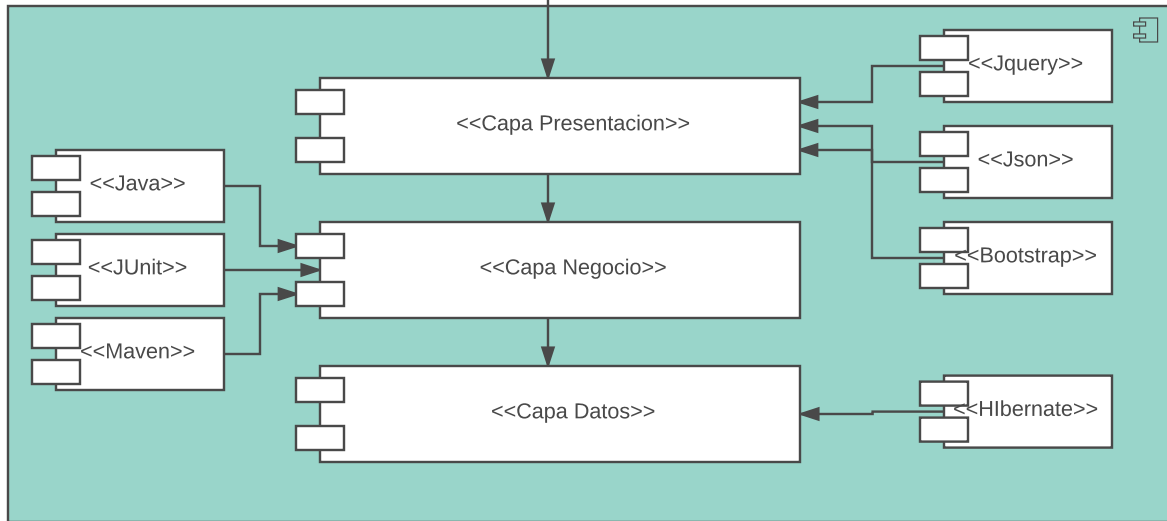 <<Jquery>>
<<Capa Presentacion>>
<<Json>>
<<Java>>
<<Bootstrap>>
<<JUnit>>
<<Capa Negocio>>
<<Maven>>
<<Capa Datos>>
<<HIbernate>>